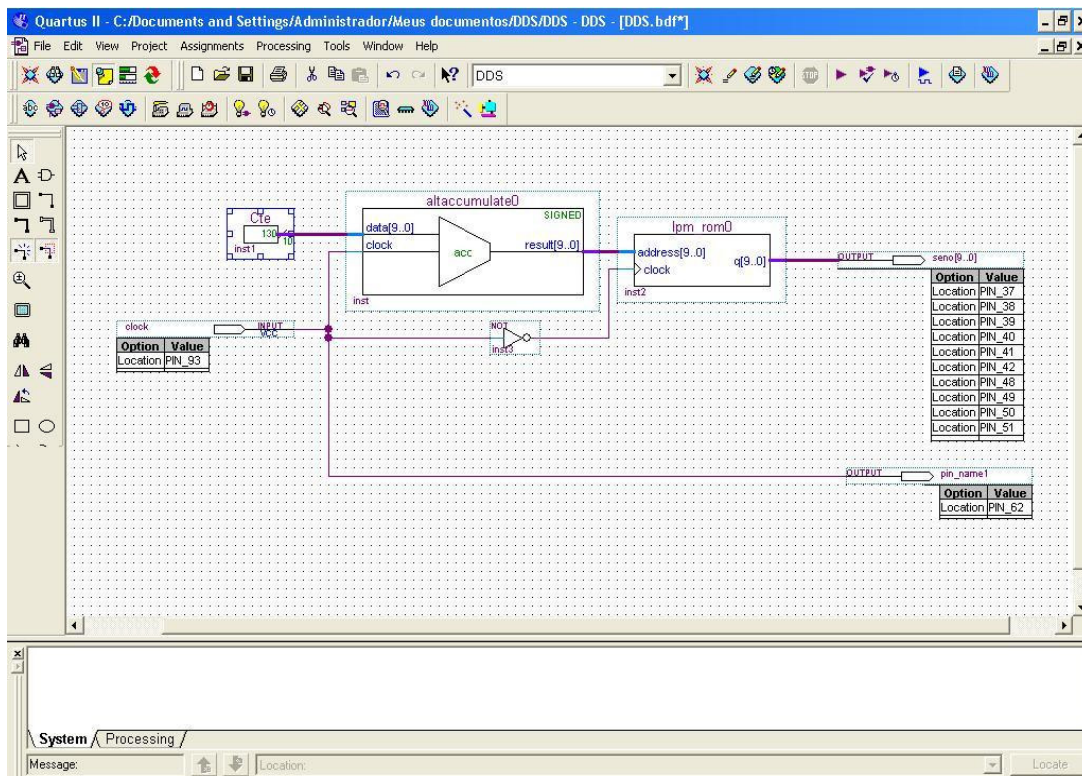 Quartus II - C:/Documents and Settings/Administrador/Meus documentos/DDS/DDS - DDS - [DDS.bdf*]
File Edit View Project Assignments Processing Tools Window Help
DDS
STOP
altaccumulate0
SIGNED
data[9..0]
clock
acc
result[9..0]
inst
Cte
130
10
inst1
lpm_rom0
address[9..0]
clock
q[9..0]
inst2
OUTPUT
seno[9..0]
Option Value
Location PIN_37
Location PIN_38
Location PIN_39
Location PIN_40
Location PIN_41
Location PIN_42
Location PIN_48
Location PIN_49
Location PIN_50
Location PIN_51
clock
INPUT
VCC
Option Value
Location PIN_93
NOT
inst3
OUTPUT
pin_name1
Option Value
Location PIN_62
System
Processing
Message:
Location:
Locate